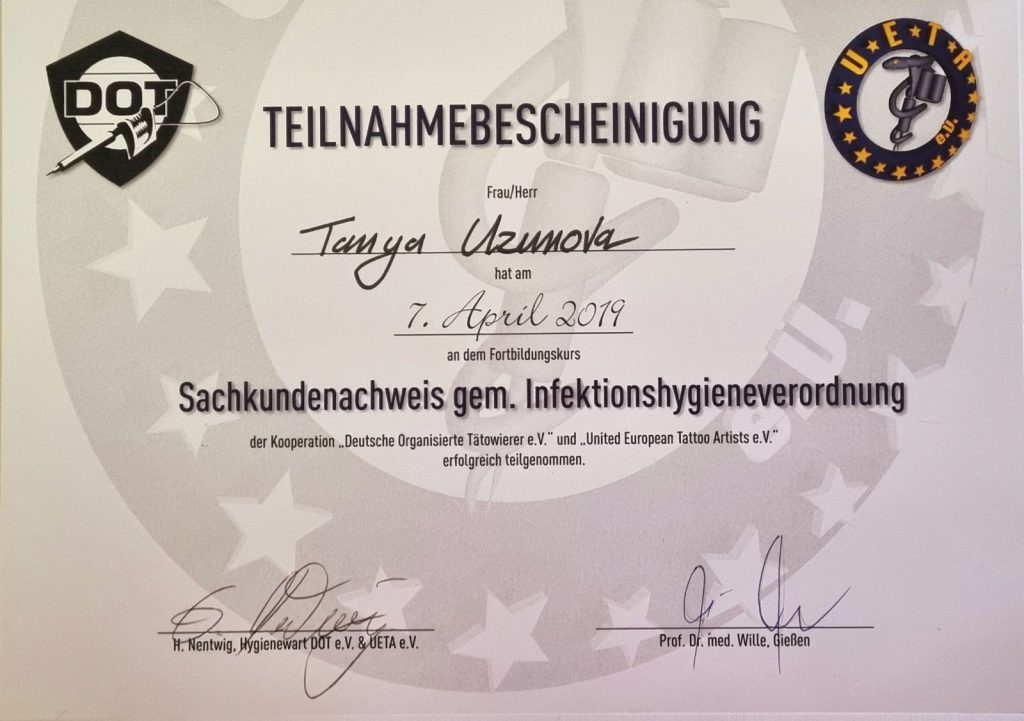 DOT
UETA
e.V.
TEILNAHMEBESCHEINIGUNG
Frau/Herr
Tanya Uzunova
hat am
7. April 2019
an dem Fortbildungskurs
Sachkundenachweis gem. Infektionshygieneverordnung
der Kooperation „Deutsche Organisierte Tätowierer e.V.“ und „United European Tattoo Artists e.V.“
erfolgreich teilgenommen.
H. Nentwig, Hygienewart DOT e.V. & UETA e.V.
Prof. Dr. med. Wille, Gießen